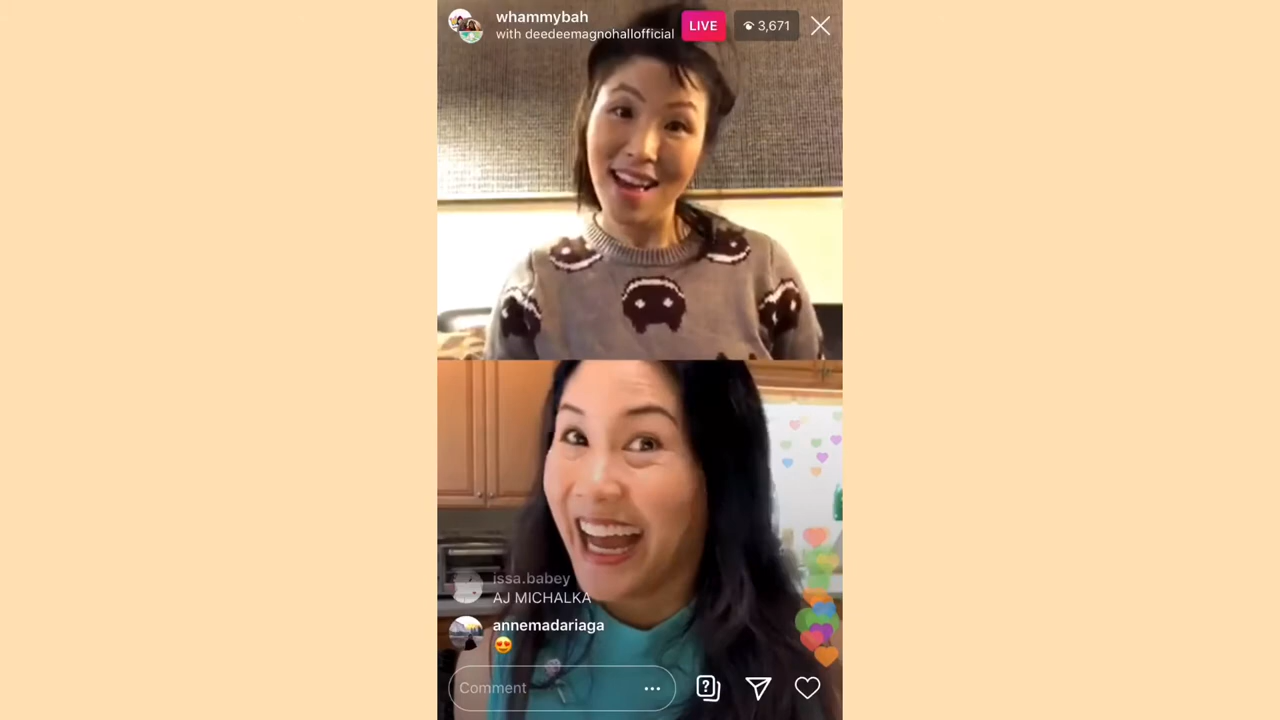 whammybah
with deedeemagnohallofficial
LIVE
3,671
issa.babey
AJ MICHALKA
annemadariaga
😍
Comment
?